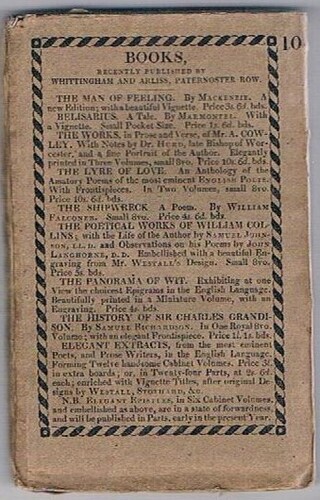 10
BOOKS,
RECENTLY PUBLISHED BY
WHITTINGHAM AND ARLISS, PATERNOSTER ROW.
THE MAN OF FEELING. By MACKENZIE. A
new Edition; with a beautiful Vignette. Price 3s. 6d. bds.
BELISARIUS. A Tale. By MARMONTEL. With
a Vignette. Small Pocket Size. Price 6d. bds.
THE WORKS, in Prose and Verse, of Mr. A. COW-
LEY. With Notes by Dr. HURD, late Bishop of Wor-
cester, and a fine Portrait of the Author. Elegantly
printed in Three Volumes, small 8vo. Price 10s. 6d. bds.
THE LYRE OF LOVE. An Anthology of the
Amatory Poems of the most eminent ENGLISH POETS.
With Frontispieces. In Two Volumes, small 8vo.
Price 10s. 6d. bds.
THE SHIPWRECK A Poem. By WILLIAM
FALCONER. Small 8vo. Price 4s. 6d. bds.
THE POETICAL WORKS OF WILLIAM COL-
LINS; with the Life of the Author by SAMUEL JOHN-
SON, LL.D. and Observations on his Poems by JOHN
LANGHORNE, D.D. Embellished with a beautiful En-
graving from Mr. WESTALL'S Design. Small 8vo.
Price 5s. bds.
THE PANORAMA OF WIT. Exhibiting at one
View the choicest Epigrams in the English Language.
Beautifully printed in a Miniature Volume, with an
Engraving. Price 4s. bds.
THE HISTORY OF SIR CHARLES GRANDI-
SON. By SAMUEL RICHARDSON. In One Royal 8vo.
Volume; with an elegant Frontispiece. Price 1l. 1s. bds.
ELEGANT EXTRACTS, from the most eminent
Poets, and Prose Writers, in the English Language.
Forming Twelve handsome Cabinet Volumes. Price 3l.
in extra boards; or, in Twenty-four Parts, at 2s. 6d.
each; enriched with Vignette Titles, after original De-
signs by WESTALL, STOTHARD, &c.
N.B. ELEGANT EPISTLES, in Six Cabinet Volumes,
and embellished as above, are in a state of forwardness,
and will be published in Parts, early in the present Year.